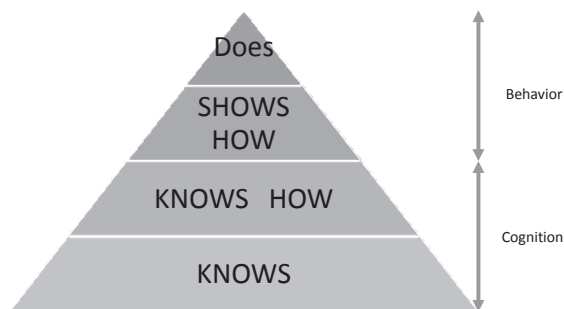 Does
SHOWS
HOW
Behavior
KNOWS HOW
Cognition
KNOWS